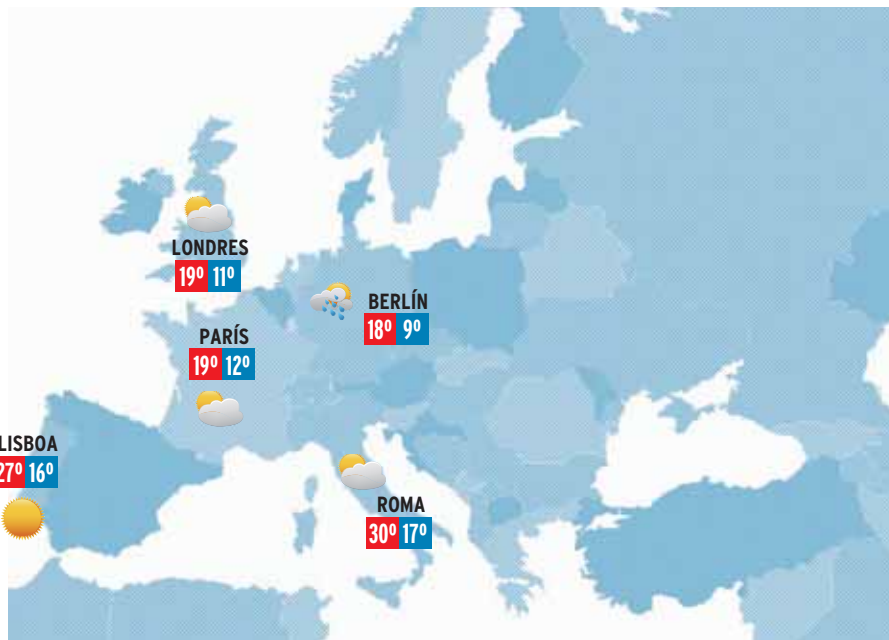 LONDRES
19º 11º
BERLÍN
18º 9º
PARÍS
19º 12º
LISBOA
27º 16º
ROMA
30º 17º